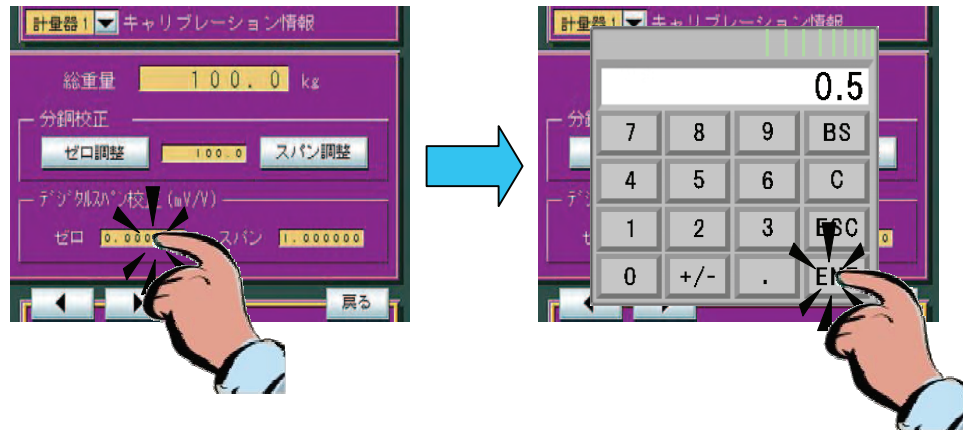 計量器1 キャリブレーション情報
総重量 100.0 kg
分銅校正
ゼロ調整 100.0 スパン調整
デジタルスパン校正 (mV/V)
ゼロ 0.000 スパン 1.000000
戻る
計量器1 キャリブレーション情報
0.5
7 8 9 BS
4 5 6 C
1 2 3 ESC
0 +/- . ENT